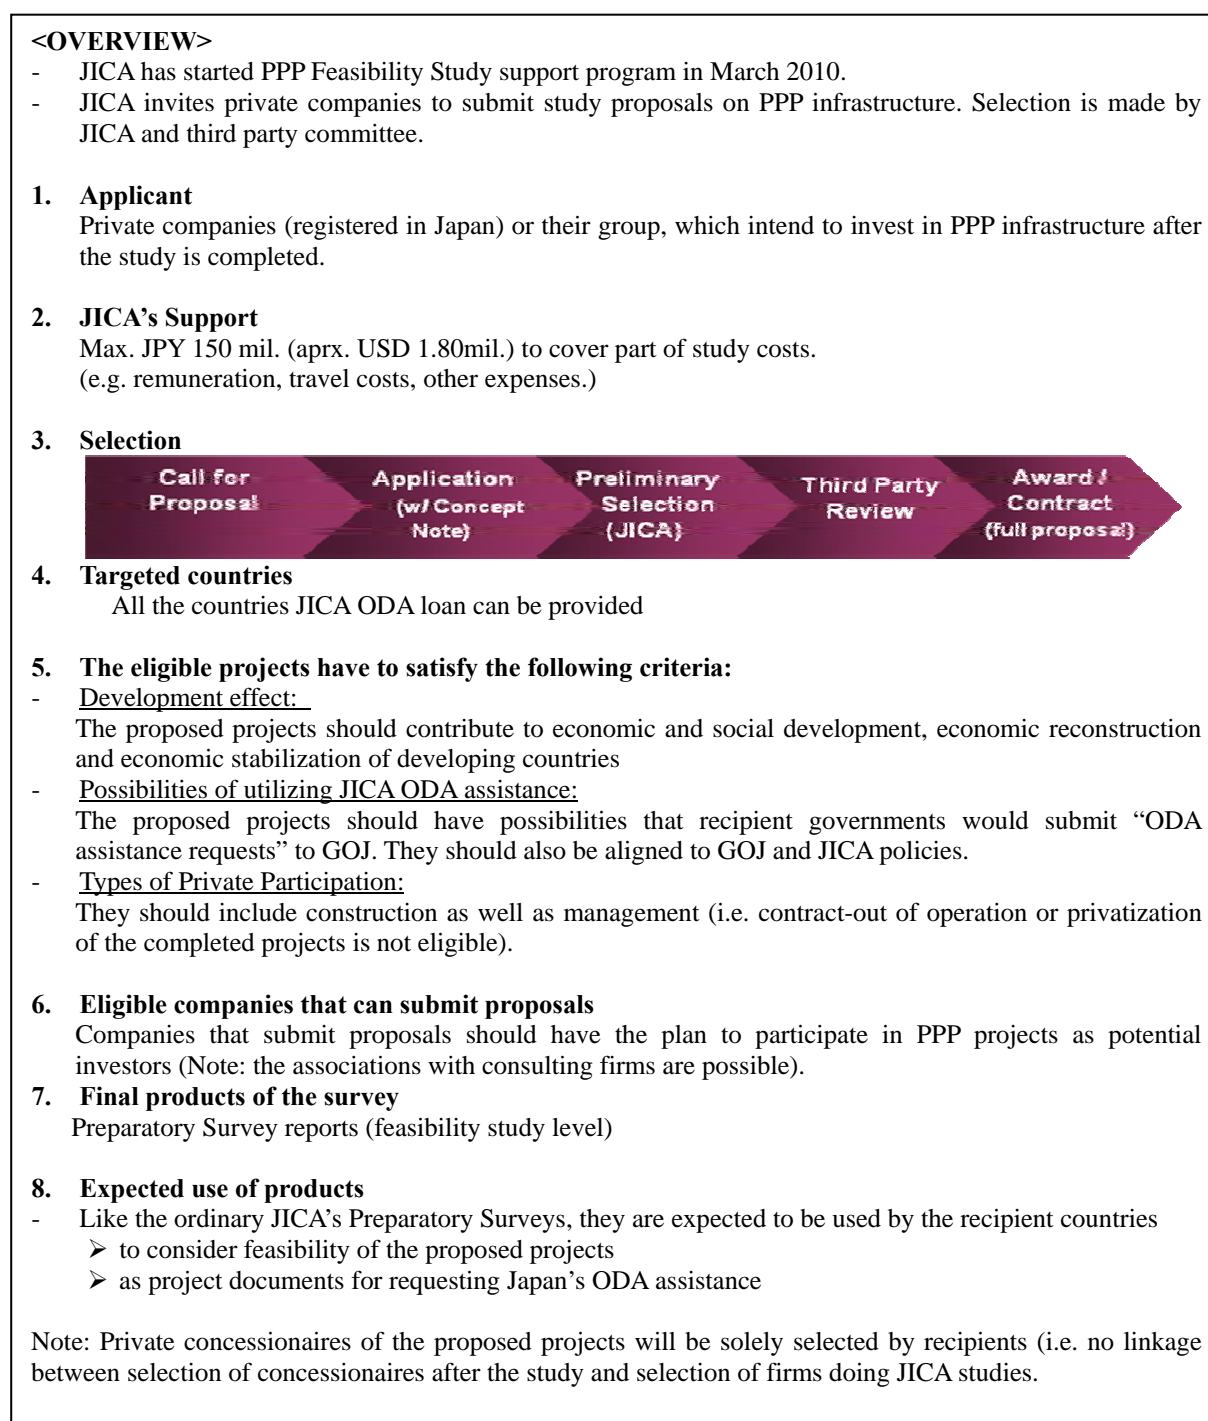 <OVERVIEW>
- JICA has started PPP Feasibility Study support program in March 2010.
- JICA invites private companies to submit study proposals on PPP infrastructure. Selection is made by
JICA and third party committee.
1. Applicant
Private companies (registered in Japan) or their group, which intend to invest in PPP infrastructure after
the study is completed.
2. JICA’s Support
Max. JPY 150 mil. (aprx. USD 1.80mil.) to cover part of study costs.
(e.g. remuneration, travel costs, other expenses.)
3. Selection
Call for
Proposal
Application
(w/ Concept
Note)
Preliminary
Selection
(JICA)
Third Party
Review
Award /
Contract
(full proposal)
4. Targeted countries
All the countries JICA ODA loan can be provided
5. The eligible projects have to satisfy the following criteria:
- Development effect:
The proposed projects should contribute to economic and social development, economic reconstruction
and economic stabilization of developing countries
- Possibilities of utilizing JICA ODA assistance:
The proposed projects should have possibilities that recipient governments would submit “ODA
assistance requests” to GOJ. They should also be aligned to GOJ and JICA policies.
- Types of Private Participation:
They should include construction as well as management (i.e. contract-out of operation or privatization
of the completed projects is not eligible).
6. Eligible companies that can submit proposals
Companies that submit proposals should have the plan to participate in PPP projects as potential
investors (Note: the associations with consulting firms are possible).
7. Final products of the survey
Preparatory Survey reports (feasibility study level)
8. Expected use of products
- Like the ordinary JICA’s Preparatory Surveys, they are expected to be used by the recipient countries
➢ to consider feasibility of the proposed projects
➢ as project documents for requesting Japan’s ODA assistance
Note: Private concessionaires of the proposed projects will be solely selected by recipients (i.e. no linkage
between selection of concessionaires after the study and selection of firms doing JICA studies.